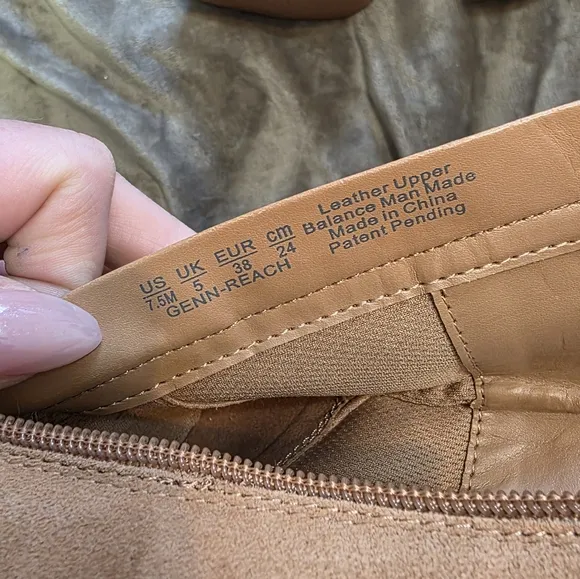 US UK EUR cm
7.5M 5 38 24
GENN-REACH
Leather Upper
Balance Man Made
Made in China
Patent Pending